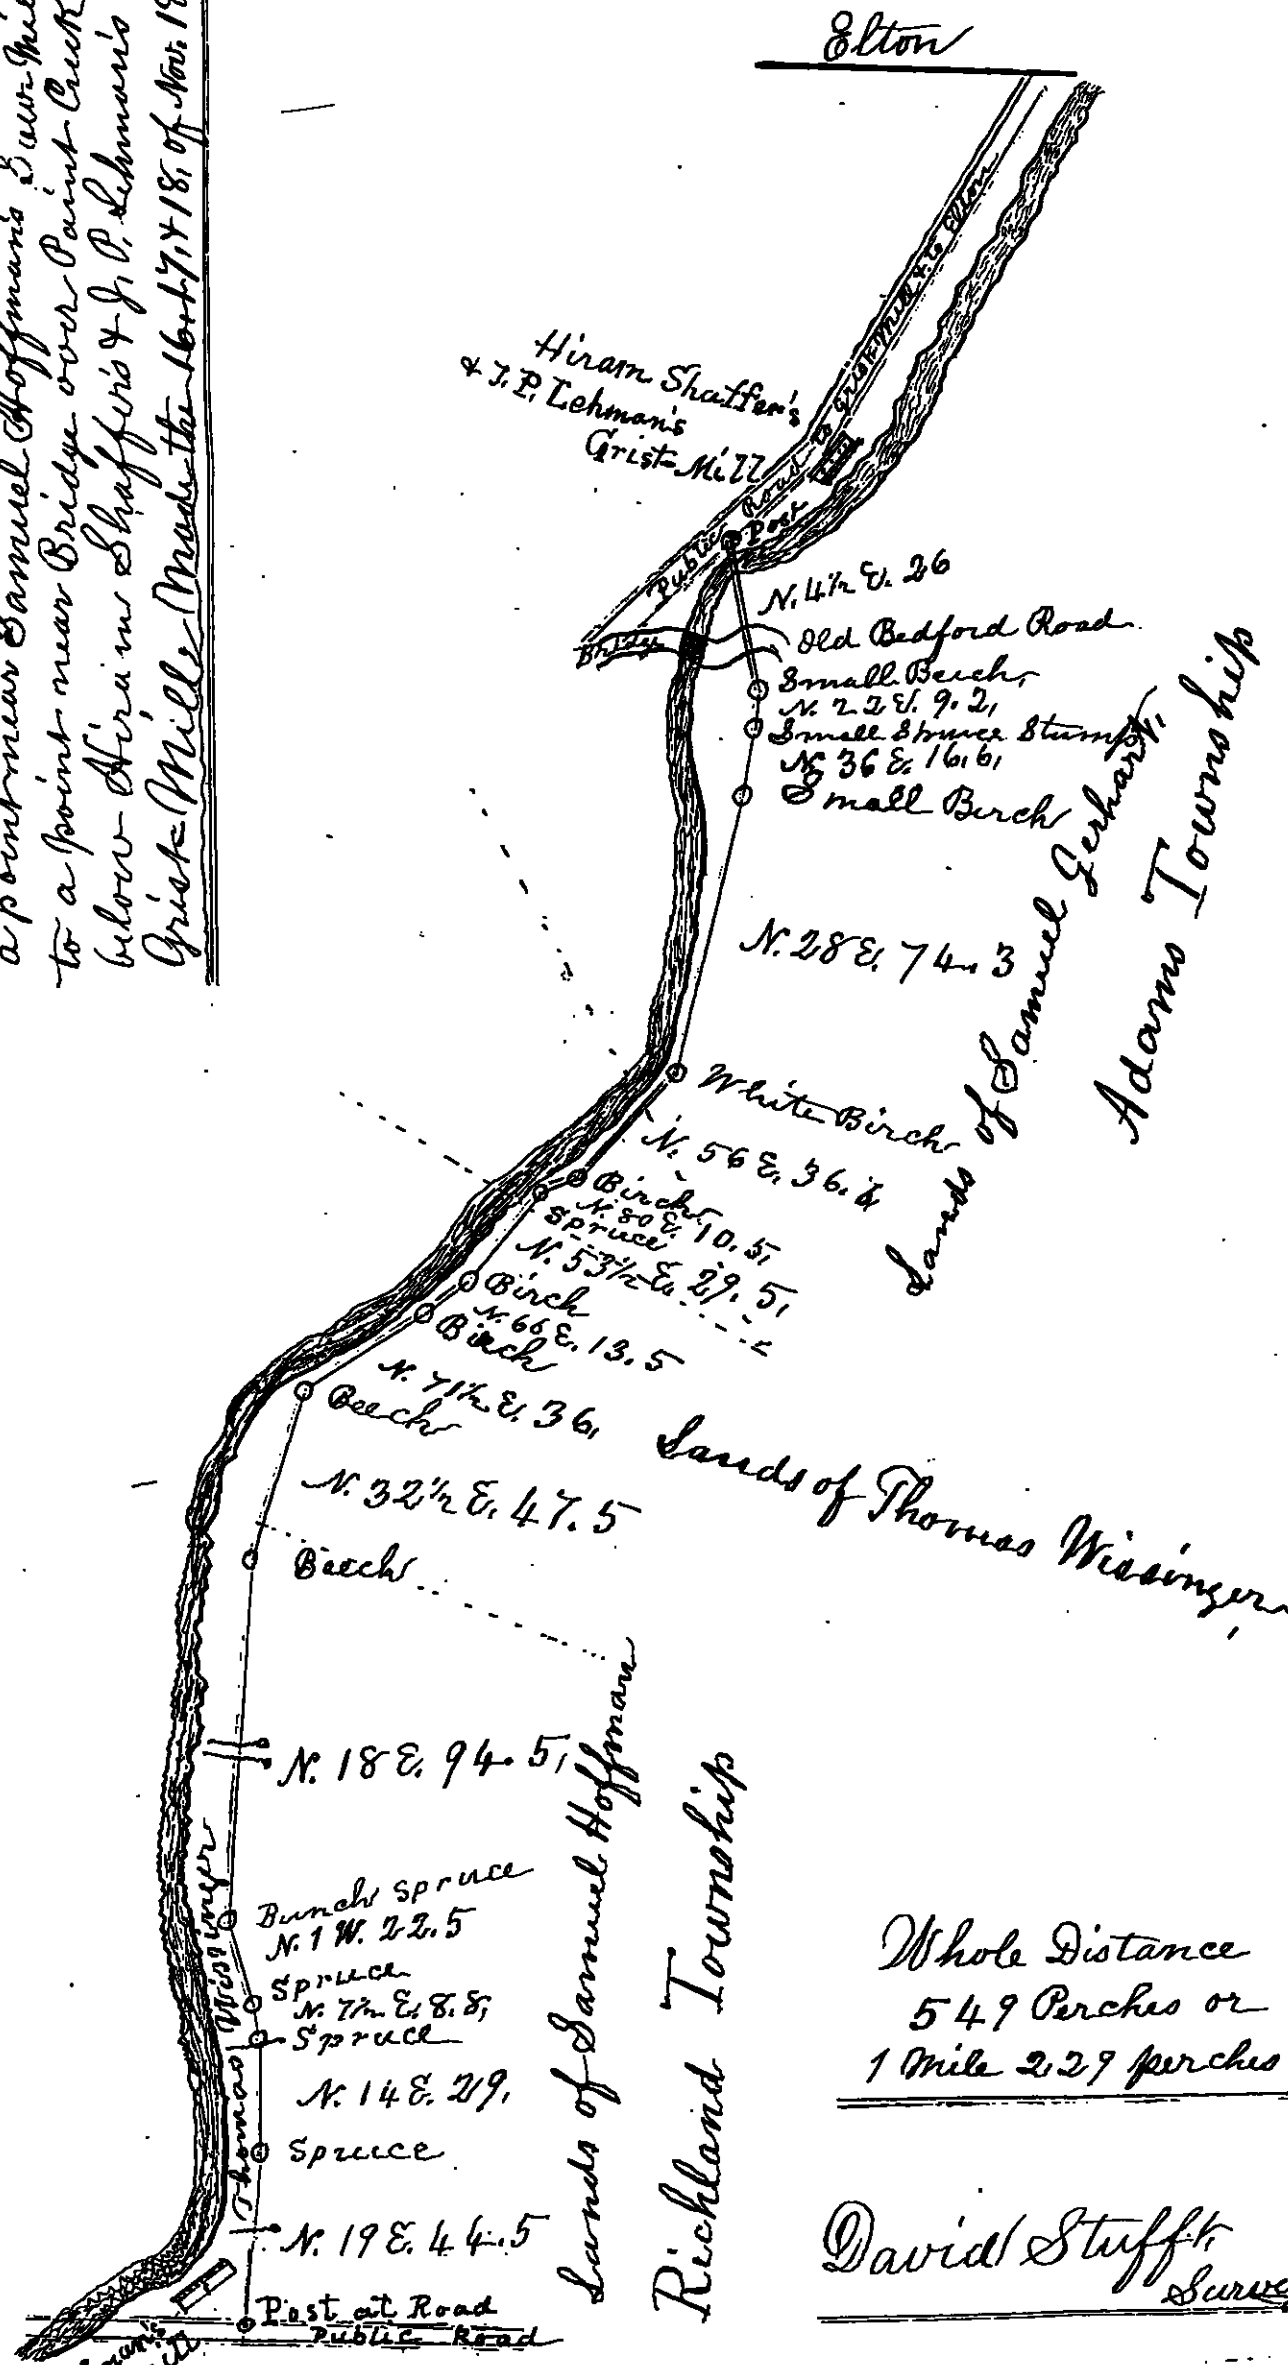 a point near Samuel Hoffman's Saw Mill
to a point near Bridge over Paint Creek
below Hiram Shaffer's & J. P. Lehman's
Grist Mill, Made the 16, 17, & 18, of Nov. 18
Elton
Public Road to Grist Mill & to Elton
Hiram Shaffer's
& J. P. Lehman's
Grist Mill
Post
N. 4½ E. 26
Bridge
Old Bedford Road
Small Beech,
N. 22 E. 9.2,
Small Spruce Stump
N. 36 E. 16.6,
Small Birch
N. 28 E. 74.3
Lands of Samuel Gerhart,
Adams Township
White Birch
N. 56 E. 36.
Birch
N. 80 E. 10.5,
Spruce
N. 53½ E. 29.5,
Birch
N. 66 E. 13.5
Birch
N. 71½ E. 36,
Beech
N. 32½ E. 47.5
Lands of Thomas Wissinger,
Beech
N. 18 E. 94.5,
Thomas Wissinger
Bunch Spruce
N. 1 W. 22.5
Spruce
N. 7½ E. 8.8,
Spruce
N. 14 E. 29,
Spruce
N. 19 E. 44.5
Lands of Samuel Hoffman
Richland Township
Post at Road
Public Road
Whole Distance
549 Perches or
1 Mile 229 perches
David Stufft,